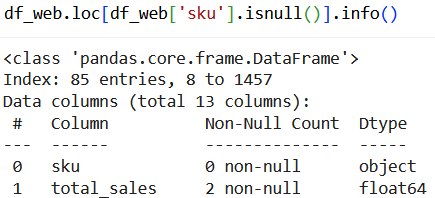 df_web.loc[df_web['sku'].isnull()].info()
<class 'pandas.core.frame.DataFrame'>
Index: 85 entries, 8 to 1457
Data columns (total 13 columns):
 #   Column       Non-Null Count  Dtype
---  ------       --------------  -----
 0   sku          0 non-null      object
 1   total_sales  2 non-null      float64